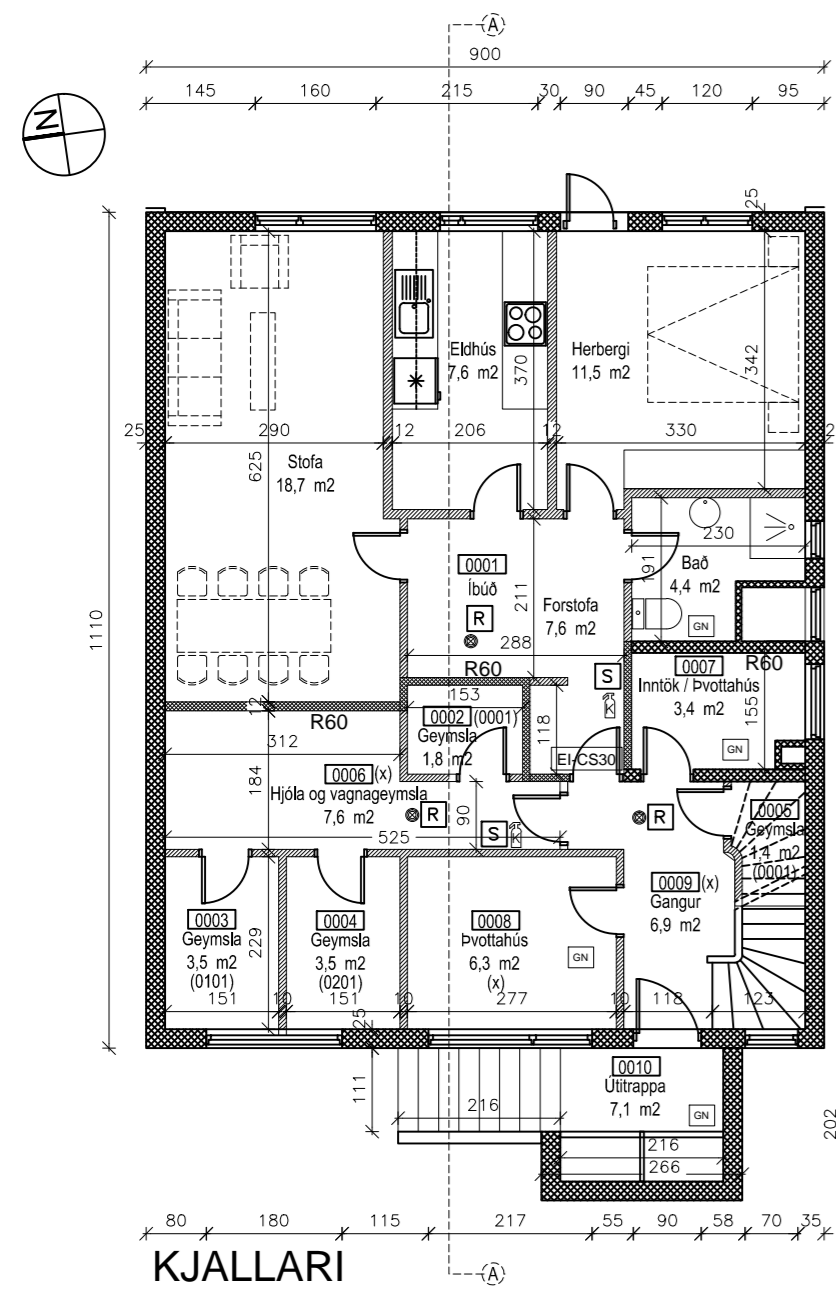 A
900
145 160 215 30 90 45 120 95
N
25
1110
Eldhús
7,6 m2
370
Herbergi
11,5 m2
342
25 290 12 206 12 330 2
625
Stofa
18,7 m2
230
191
Bað
4,4 m2
GN
0001
Íbúð
R
211
Forstofa
7,6 m2
288
R60
S
K
0007
R60
Inntök / Þvottahús
3,4 m2
155
GN
12
R60
153
0002 (0001)
Geymsla
1,8 m2
118
EI-CS30
312
184
0006 (x)
Hjóla og vagnageymsla
7,6 m2
R
90
525
S
K
R
0005
Geymsla
1,4 m2
(0001)
0009 (x)
Gangur
6,9 m2
0003
Geymsla
3,5 m2
(0101)
229
0004
Geymsla
3,5 m2
(0201)
0008
Þvottahús
6,3 m2
(x)
GN
151 10 151 10 277 10 118 123
25
111
216
0010
Útitrappa
7,1 m2
GN
202
216
266
80 180 115 217 55 90 58 70 35
KJALLARI
A